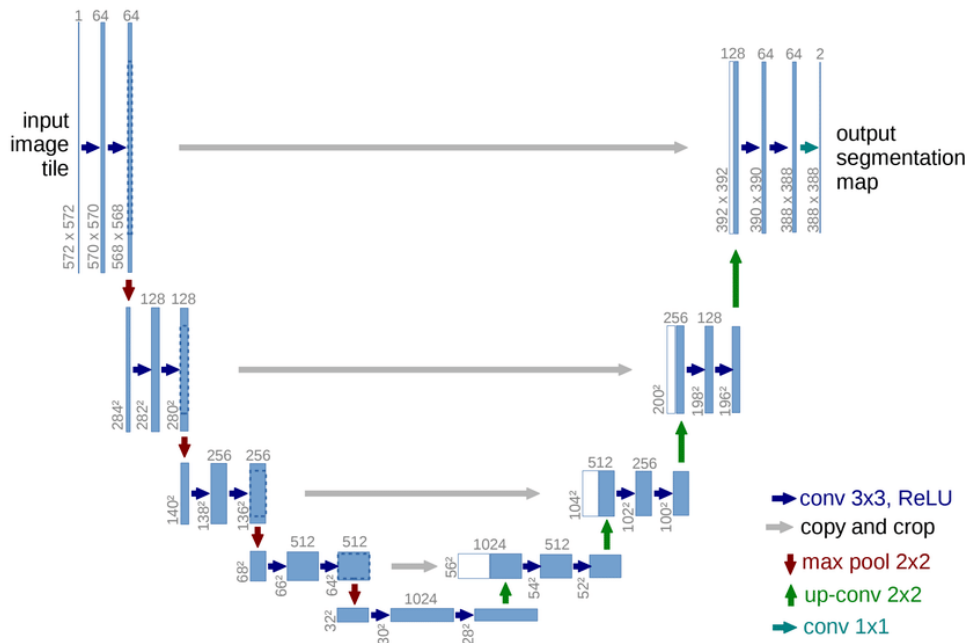 1
64
64
input
image
tile
572 x 572
570 x 570
568 x 568
128
64
64
2
output
segmentation
map
392 x 392
390 x 390
388 x 388
388 x 388
128
128
284²
282²
280²
256
128
200²
198²
196²
256
256
140²
138²
136²
512
256
104²
102²
100²
512
512
68²
66²
64²
1024
512
56²
54²
52²
1024
32²
30²
28²
conv 3x3, ReLU
copy and crop
max pool 2x2
up-conv 2x2
conv 1x1